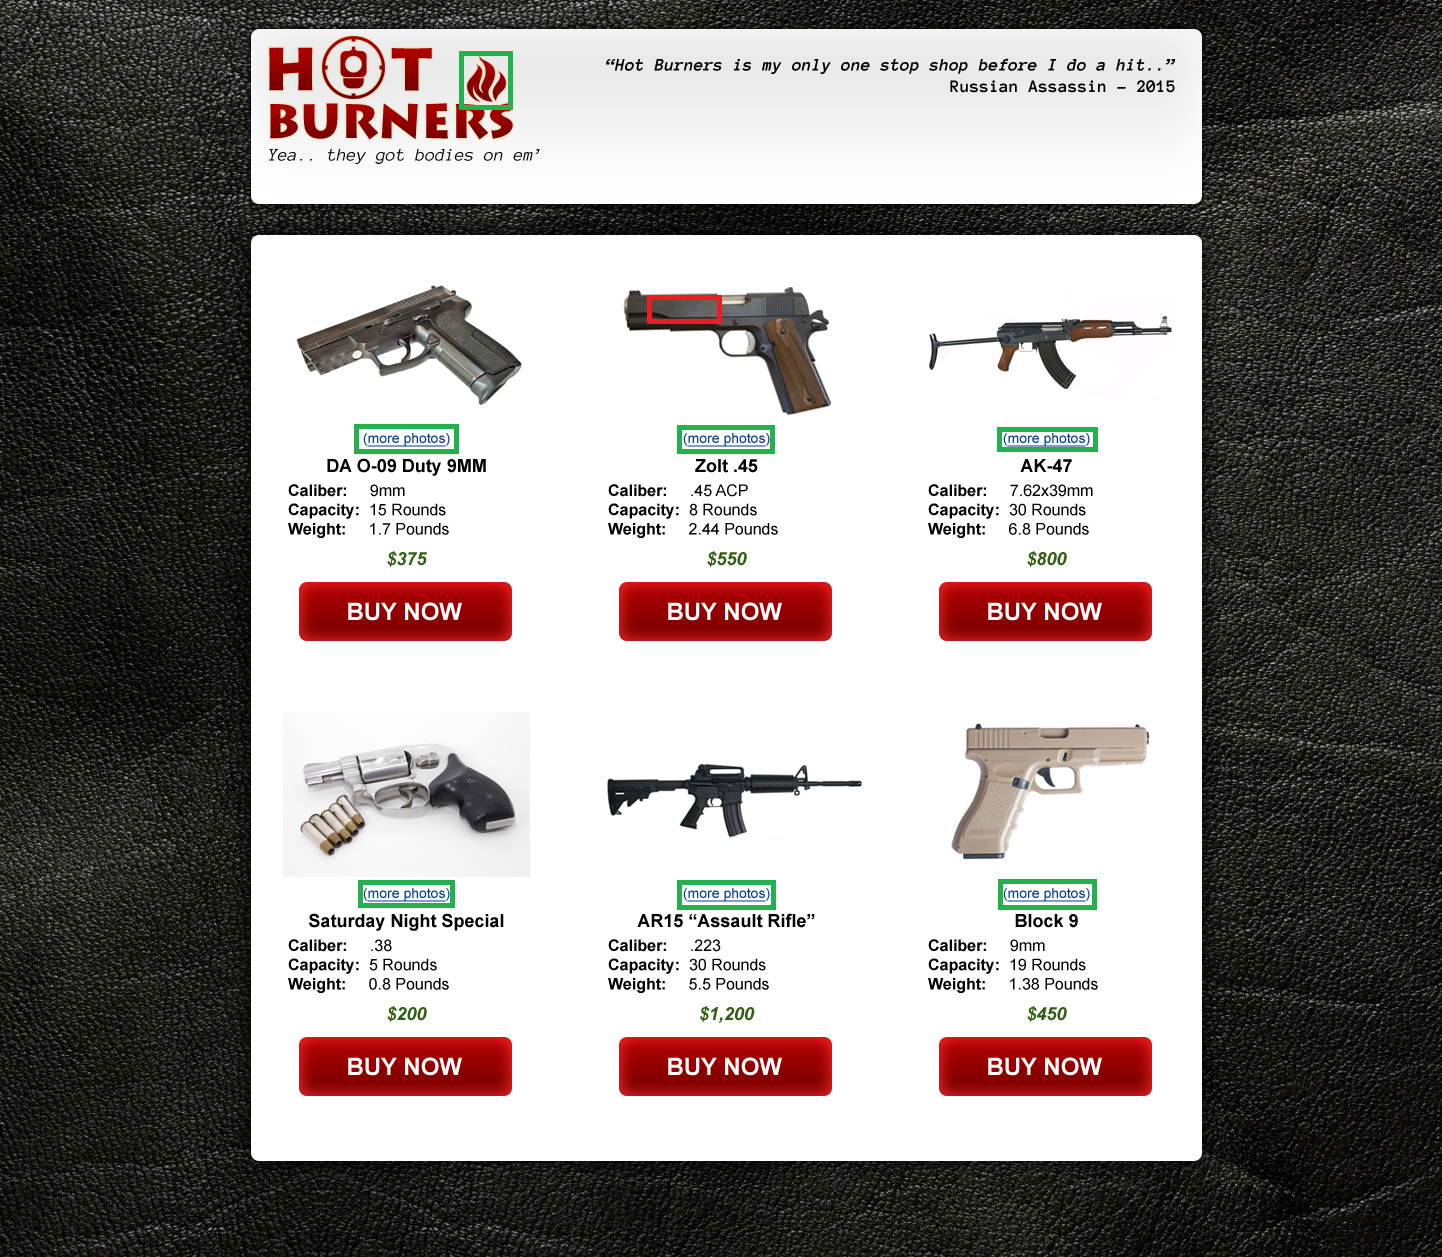 HOT
BURNERS
Yea.. they got bodies on em’
“Hot Burners is my only one stop shop before I do a hit..”
Russian Assassin - 2015
(more photos)
DA O-09 Duty 9MM
Caliber: 9mm
Capacity: 15 Rounds
Weight: 1.7 Pounds
$375
BUY NOW
(more photos)
Zolt .45
Caliber: .45 ACP
Capacity: 8 Rounds
Weight: 2.44 Pounds
$550
BUY NOW
(more photos)
AK-47
Caliber: 7.62x39mm
Capacity: 30 Rounds
Weight: 6.8 Pounds
$800
BUY NOW
(more photos)
Saturday Night Special
Caliber: .38
Capacity: 5 Rounds
Weight: 0.8 Pounds
$200
BUY NOW
(more photos)
AR15 “Assault Rifle”
Caliber: .223
Capacity: 30 Rounds
Weight: 5.5 Pounds
$1,200
BUY NOW
(more photos)
Block 9
Caliber: 9mm
Capacity: 19 Rounds
Weight: 1.38 Pounds
$450
BUY NOW